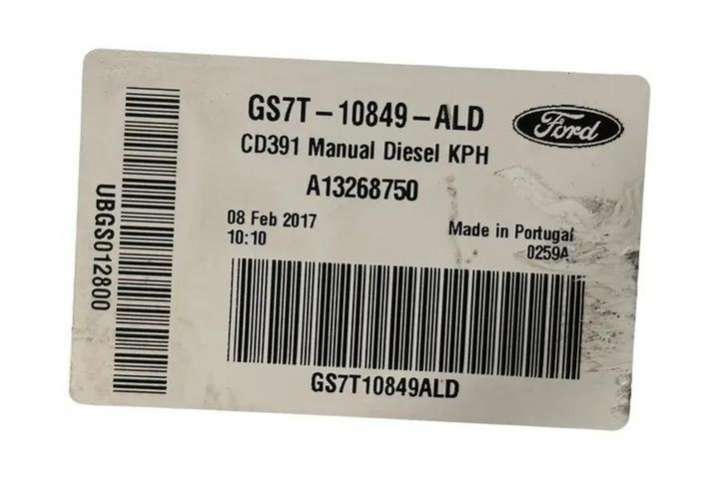 GS7T-10849-ALD
Ford
CD391 Manual Diesel KPH
A13268750
08 Feb 2017
10:10
Made in Portugal
0259A
UBGS012800
GS7T10849ALD